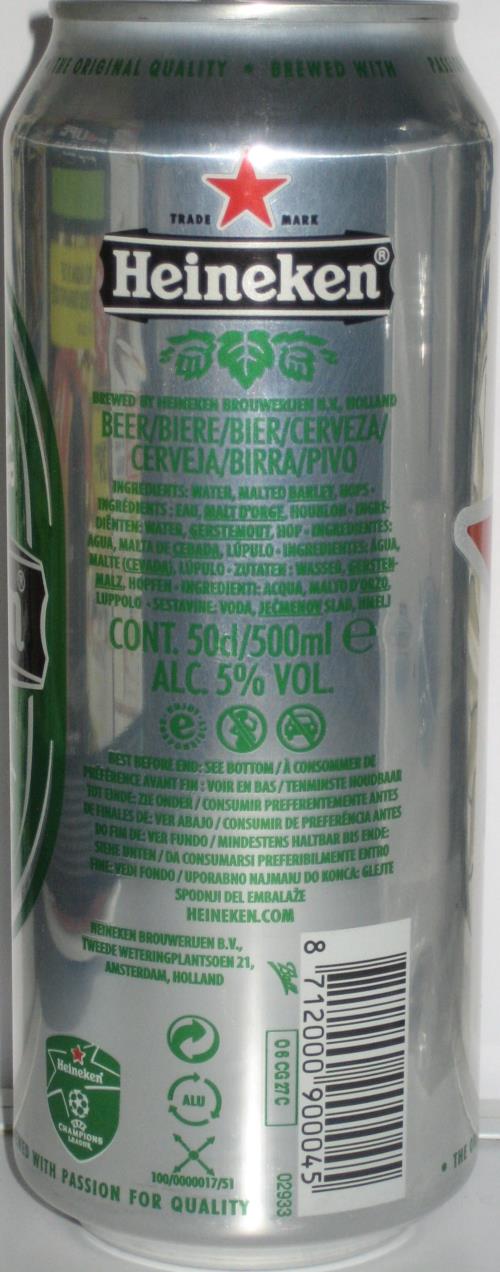 THE ORIGINAL QUALITY * BREWED WITH PAS
TRADE MARK
Heineken®
BREWED BY HEINEKEN BROUWERIJEN B.V., HOLLAND
BEER/BIERE/BIER/CERVEZA/
CERVEJA/BIRRA/PIVO
INGREDIENTS: WATER, MALTED BARLEY, HOPS •
INGRÉDIENTS : EAU, MALT D'ORGE, HOUBLON • INGRE-
DIËNTEN: WATER, GERSTEMOUT, HOP • INGREDIENTES:
AGUA, MALTA DE CEBADA, LÚPULO • INGREDIENTES: ÁGUA,
MALTE (CEVADA), LÚPULO • ZUTATEN : WASSER, GERSTEN-
MALZ, HOPFEN • INGREDIENTI: ACQUA, MALTO D'ORZO,
LUPPOLO • SESTAVINE: VODA, JEČMENOV SLAD, HMELJ
CONT. 50cl/500ml e
ALC. 5% VOL.
BEST BEFORE END: SEE BOTTOM / À CONSOMMER DE
PRÉFÉRENCE AVANT FIN : VOIR EN BAS / TENMINSTE HOUDBAAR
TOT EINDE: ZIE ONDER / CONSUMIR PREFERENTEMENTE ANTES
DE FINALES DE: VER ABAJO / CONSUMIR DE PREFERÊNCIA ANTES
DO FIM DE: VER FUNDO / MINDESTENS HALTBAR BIS ENDE:
SIEHE UNTEN / DA CONSUMARSI PREFERIBILMENTE ENTRO
FINE: VEDI FONDO / UPORABNO NAJMANJ DO KONCA: GLEJTE
SPODNJI DEL EMBALAŽE
HEINEKEN.COM
HEINEKEN BROUWERIJEN B.V.,
TWEEDE WETERINGPLANTSOEN 21,
AMSTERDAM, HOLLAND
8 712000 900045
06 CG 27 C
02933
Heineken
CHAMPIONS
LEAGUE
ALU
100/0000017/51
WITH PASSION FOR QUALITY
• THE O